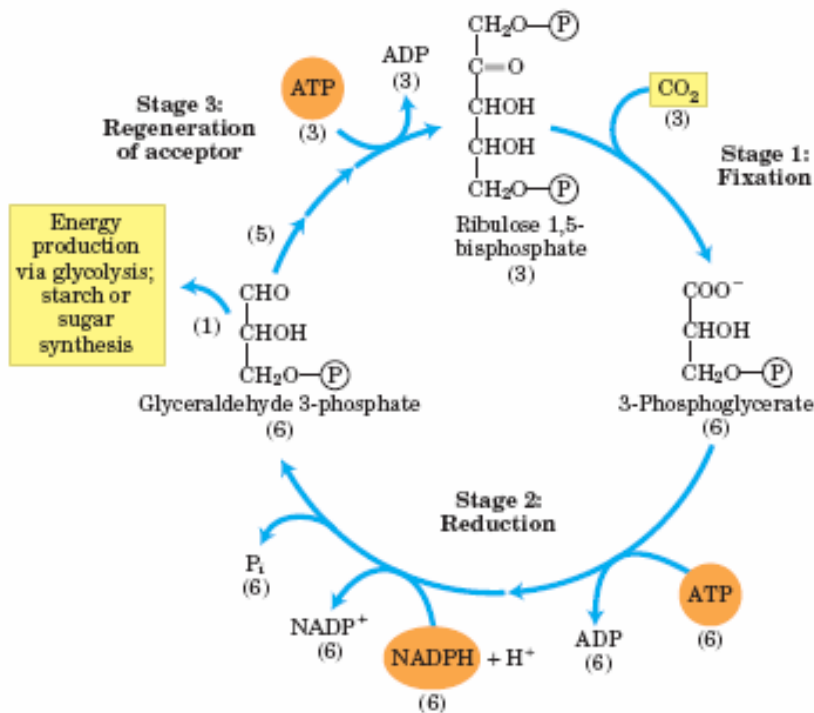 CH₂O—P
C=O
CHOH
CHOH
CH₂O—P
Ribulose 1,5-
bisphosphate
(3)
CO₂
(3)
Stage 1:
Fixation
COO⁻
CHOH
CH₂O—P
3-Phosphoglycerate
(6)
Stage 2:
Reduction
ATP
(6)
ADP
(6)
NADPH + H⁺
(6)
NADP⁺
(6)
Pi
(6)
CHO
CHOH
CH₂O—P
Glyceraldehyde 3-phosphate
(6)
(1)
Energy
production
via glycolysis;
starch or
sugar
synthesis
(5)
Stage 3:
Regeneration
of acceptor
ATP
(3)
ADP
(3)